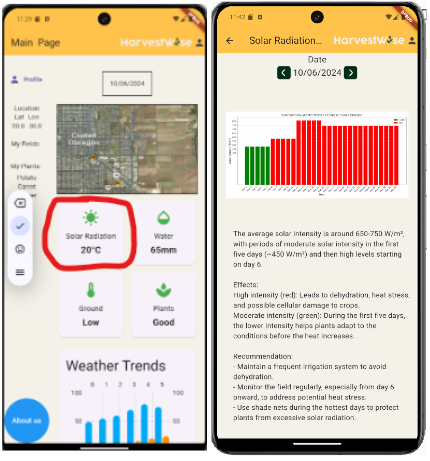 11:29
DEBUG
Main Page
HarvestWise
Profile
10/06/2024
Location
Lat Lon
20.0 30.0
My Fields:
My Plants:
Potato
Carrot
Ciudad
Obregon
Solar Radiation
20°C
Water
65mm
Ground
Low
Plants
Good
Weather Trends
0 1 2 3 4 5
100 100
50 50
About us
11:42
DEBUG
Solar Radiation...
HarvestWise
Date
10/06/2024
The average solar intensity is around 650-750 W/m²,
with periods of moderate solar intensity in the first
five days (~450 W/m²) and then high levels starting
on day 6.
Effects:
High intensity (red): Leads to dehydration, heat stress,
and possible cellular damage to crops.
Moderate intensity (green): During the first five days,
the lower intensity helps plants adapt to the
conditions before the heat increases.
Recommendation:
- Maintain a frequent irrigation system to avoid
dehydration.
- Monitor the field regularly, especially from day 6
onward, to address potential heat stress.
- Use shade nets during the hottest days to protect
plants from excessive solar radiation.